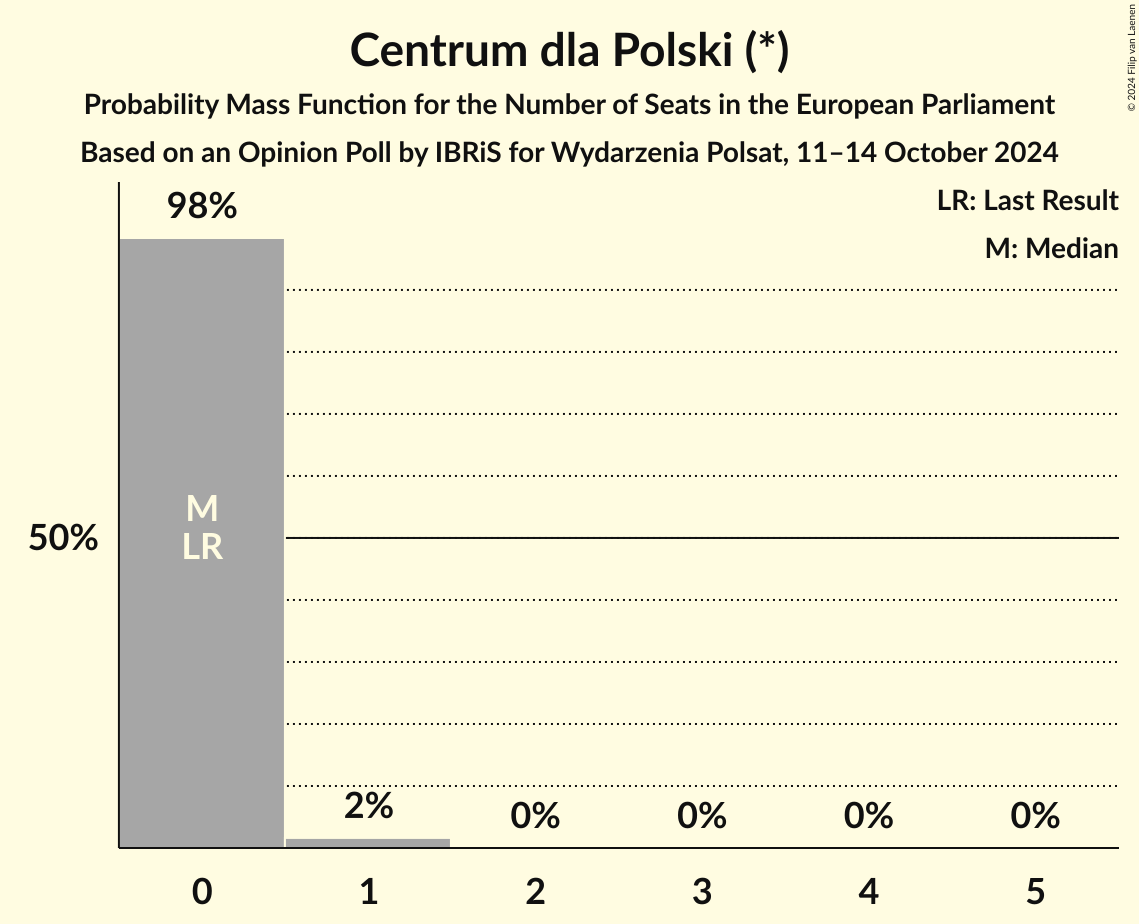 Centrum dla Polski (*)
Probability Mass Function for the Number of Seats in the European Parliament
Based on an Opinion Poll by IBRiS for Wydarzenia Polsat, 11–14 October 2024
© 2024 Filip van Laenen
LR: Last Result
M: Median
98%
M
LR
50%
2%
0%
0%
0%
0%
0
1
2
3
4
5